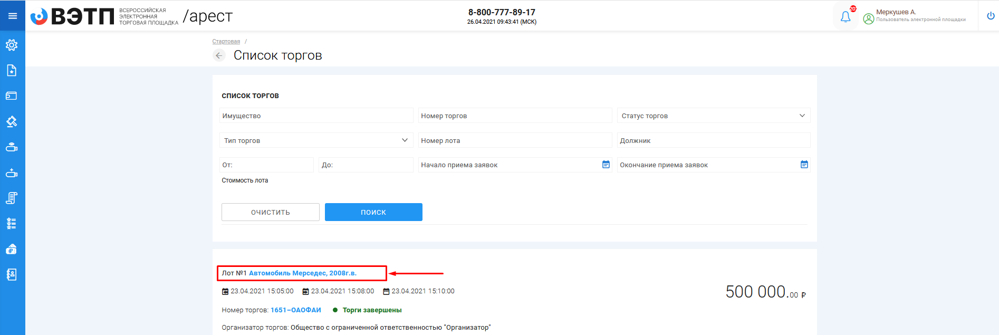 ВЭТП ВСЕРОССИЙСКАЯ ЭЛЕКТРОННАЯ ТОРГОВАЯ ПЛОЩАДКА /арест
8-800-777-89-17
26.04.2021 09:43:41 (МСК)
20
Меркушев А.
Пользователь электронной площадки
Стартовая /
Список торгов
СПИСОК ТОРГОВ
Имущество Номер торгов Статус торгов
Тип торгов Номер лота Должник
От: До: Начало приема заявок Окончание приема заявок
Стоимость лота
ОЧИСТИТЬ ПОИСК
Лот №1 Автомобиль Мерседес, 2008г.в.
23.04.2021 15:05:00 23.04.2021 15:08:00 23.04.2021 15:10:00
500 000.00 ₽
Номер торгов: 1651-ОАОФАИ Торги завершены
Организатор торгов: Общество с ограниченной ответственностью "Организатор"